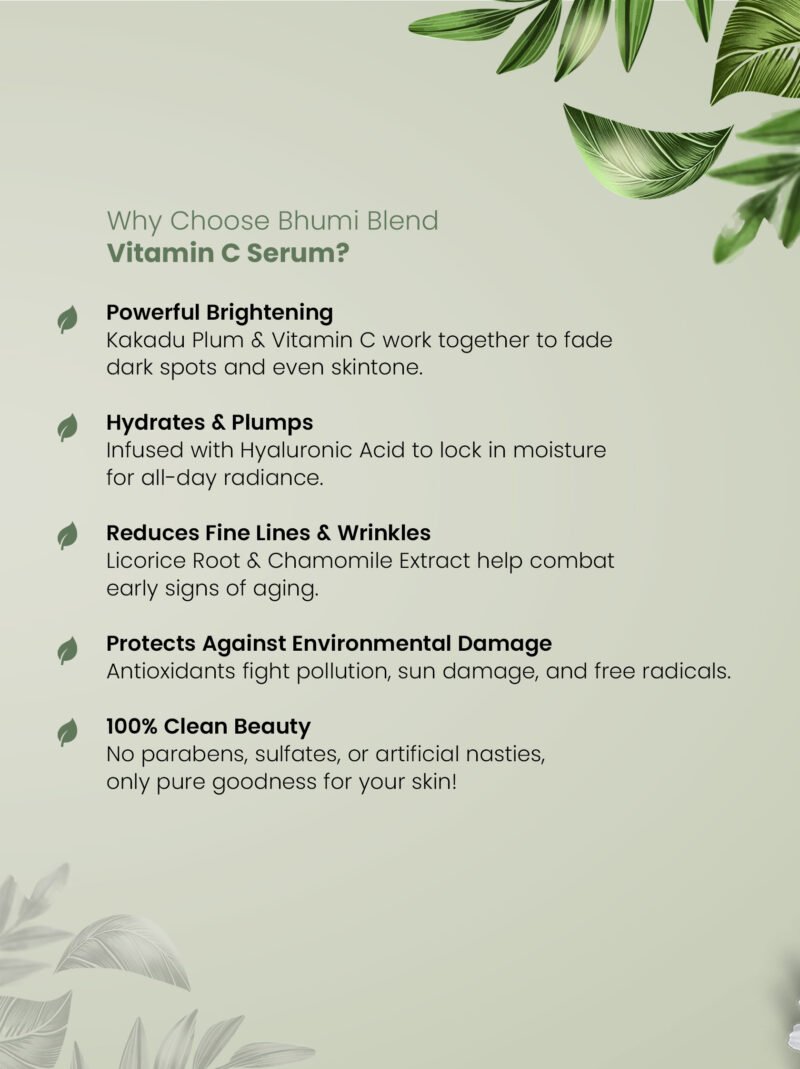 Why Choose Bhumi Blend
Vitamin C Serum?
Powerful Brightening
Kakadu Plum & Vitamin C work together to fade
dark spots and even skintone.
Hydrates & Plumps
Infused with Hyaluronic Acid to lock in moisture
for all-day radiance.
Reduces Fine Lines & Wrinkles
Licorice Root & Chamomile Extract help combat
early signs of aging.
Protects Against Environmental Damage
Antioxidants fight pollution, sun damage, and free radicals.
100% Clean Beauty
No parabens, sulfates, or artificial nasties,
only pure goodness for your skin!